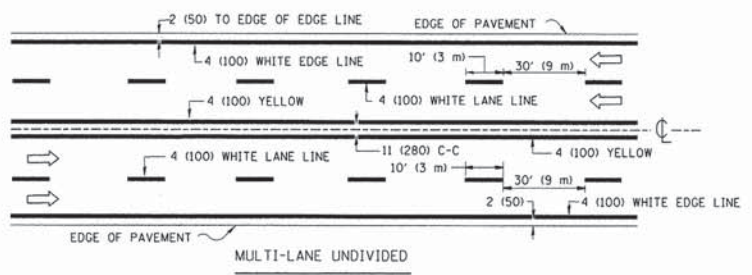 2 (50) TO EDGE OF EDGE LINE
EDGE OF PAVEMENT
4 (100) WHITE EDGE LINE
10' (3 m)
30' (9 m)
4 (100) WHITE LANE LINE
4 (100) YELLOW
℄
4 (100) WHITE LANE LINE
11 (280) C-C
4 (100) YELLOW
10' (3 m)
30' (9 m)
2 (50)
4 (100) WHITE EDGE LINE
EDGE OF PAVEMENT
MULTI-LANE UNDIVIDED